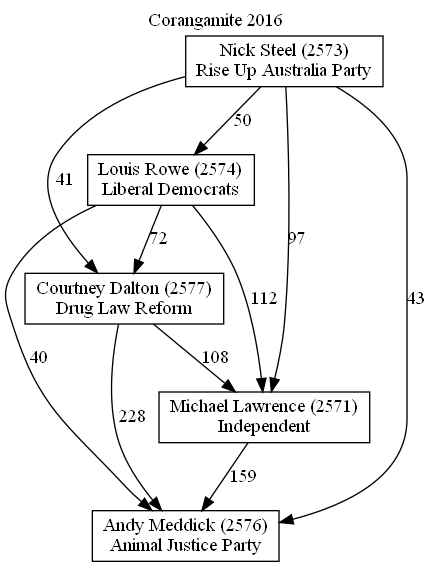 Corangamite 2016
Nick Steel (2573)
Rise Up Australia Party
50
Louis Rowe (2574)
Liberal Democrats
41
72
97
Courtney Dalton (2577)
Drug Law Reform
112
43
40
108
Michael Lawrence (2571)
Independent
228
159
Andy Meddick (2576)
Animal Justice Party